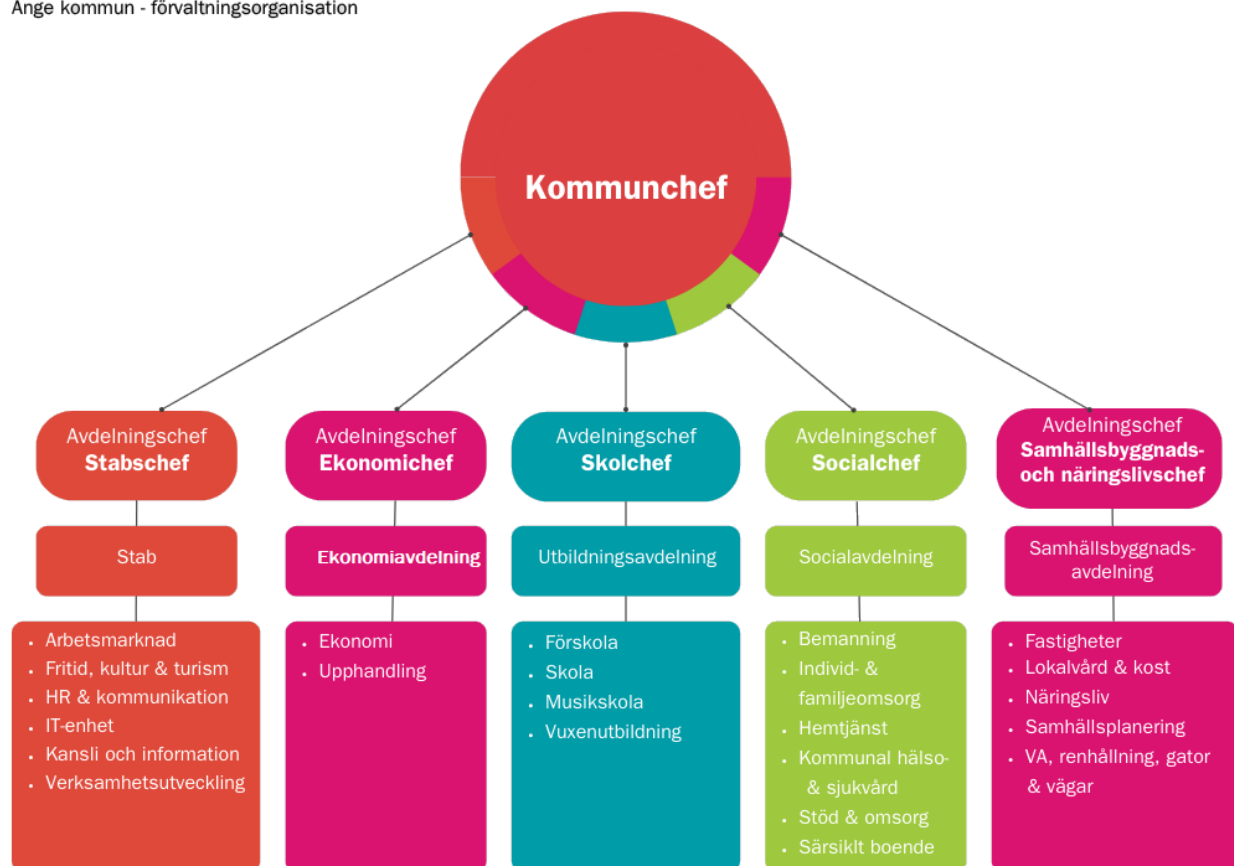 Ånge kommun - förvaltningsorganisation
Kommunchef
Avdelningschef
Stabschef
Avdelningschef
Ekonomichef
Avdelningschef
Skolchef
Avdelningschef
Socialchef
Avdelningschef
Samhällsbyggnads-
och näringslivschef
Stab
Ekonomiavdelning
Utbildningsavdelning
Socialavdelning
Samhällsbyggnads-
avdelning
• Arbetsmarknad
• Fritid, kultur & turism
• HR & kommunikation
• IT-enhet
• Kansli och information
• Verksamhetsutveckling
• Ekonomi
• Upphandling
• Förskola
• Skola
• Musikskola
• Vuxenutbildning
• Bemanning
• Individ- &
familjeomsorg
• Hemtjänst
• Kommunal hälso-
& sjukvård
• Stöd & omsorg
• Särsiklt boende
• Fastigheter
• Lokalvård & kost
• Näringsliv
• Samhällsplanering
• VA, renhållning, gator
& vägar